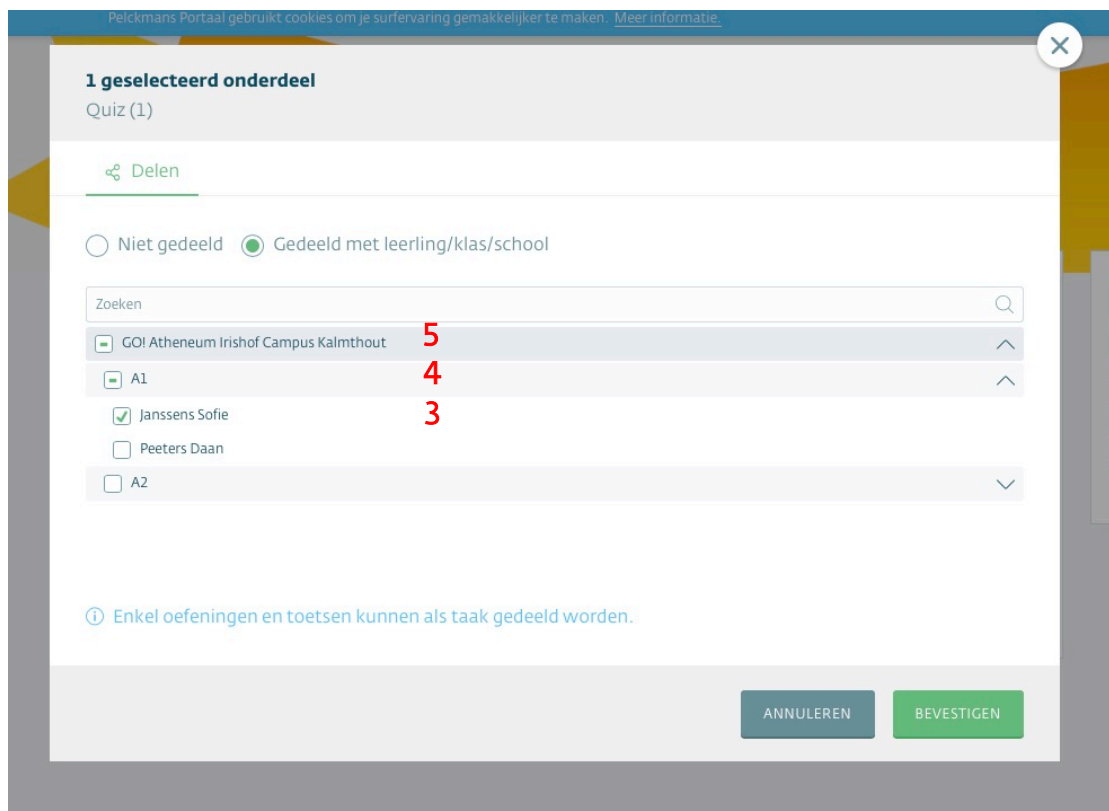 Pelckmans Portaal gebruikt cookies om je surfervaring gemakkelijker te maken. Meer informatie.
1 geselecteerd onderdeel
Quiz (1)
Delen
Niet gedeeld Gedeeld met leerling/klas/school
Zoeken
GO! Atheneum Irishof Campus Kalmthout 5
A1 4
Janssens Sofie 3
Peeters Daan
A2
Enkel oefeningen en toetsen kunnen als taak gedeeld worden.
ANNULEREN BEVESTIGEN